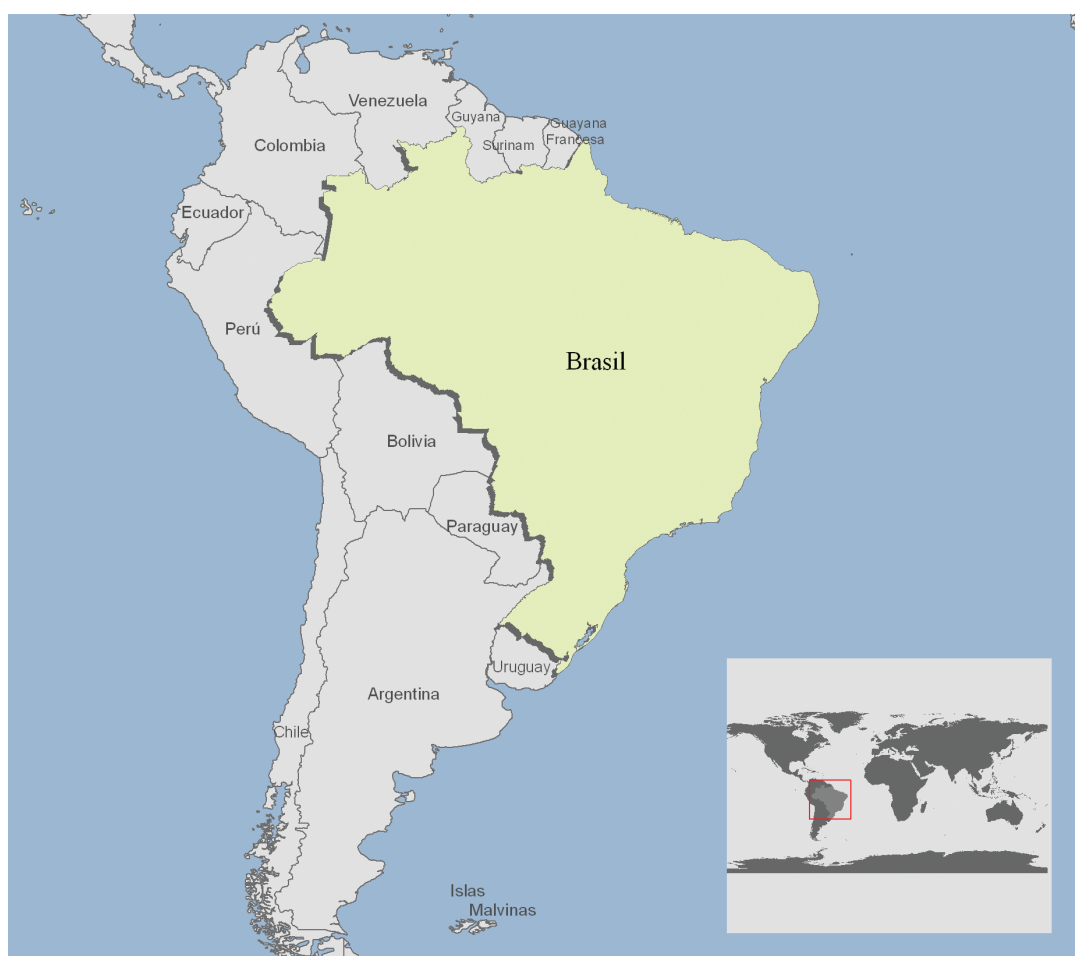 Venezuela
Guyana
Guayana
Francesa
Surinam
Colombia
Ecuador
Perú
Brasil
Bolivia
Paraguay
Uruguay
Argentina
Chile
Islas
Malvinas